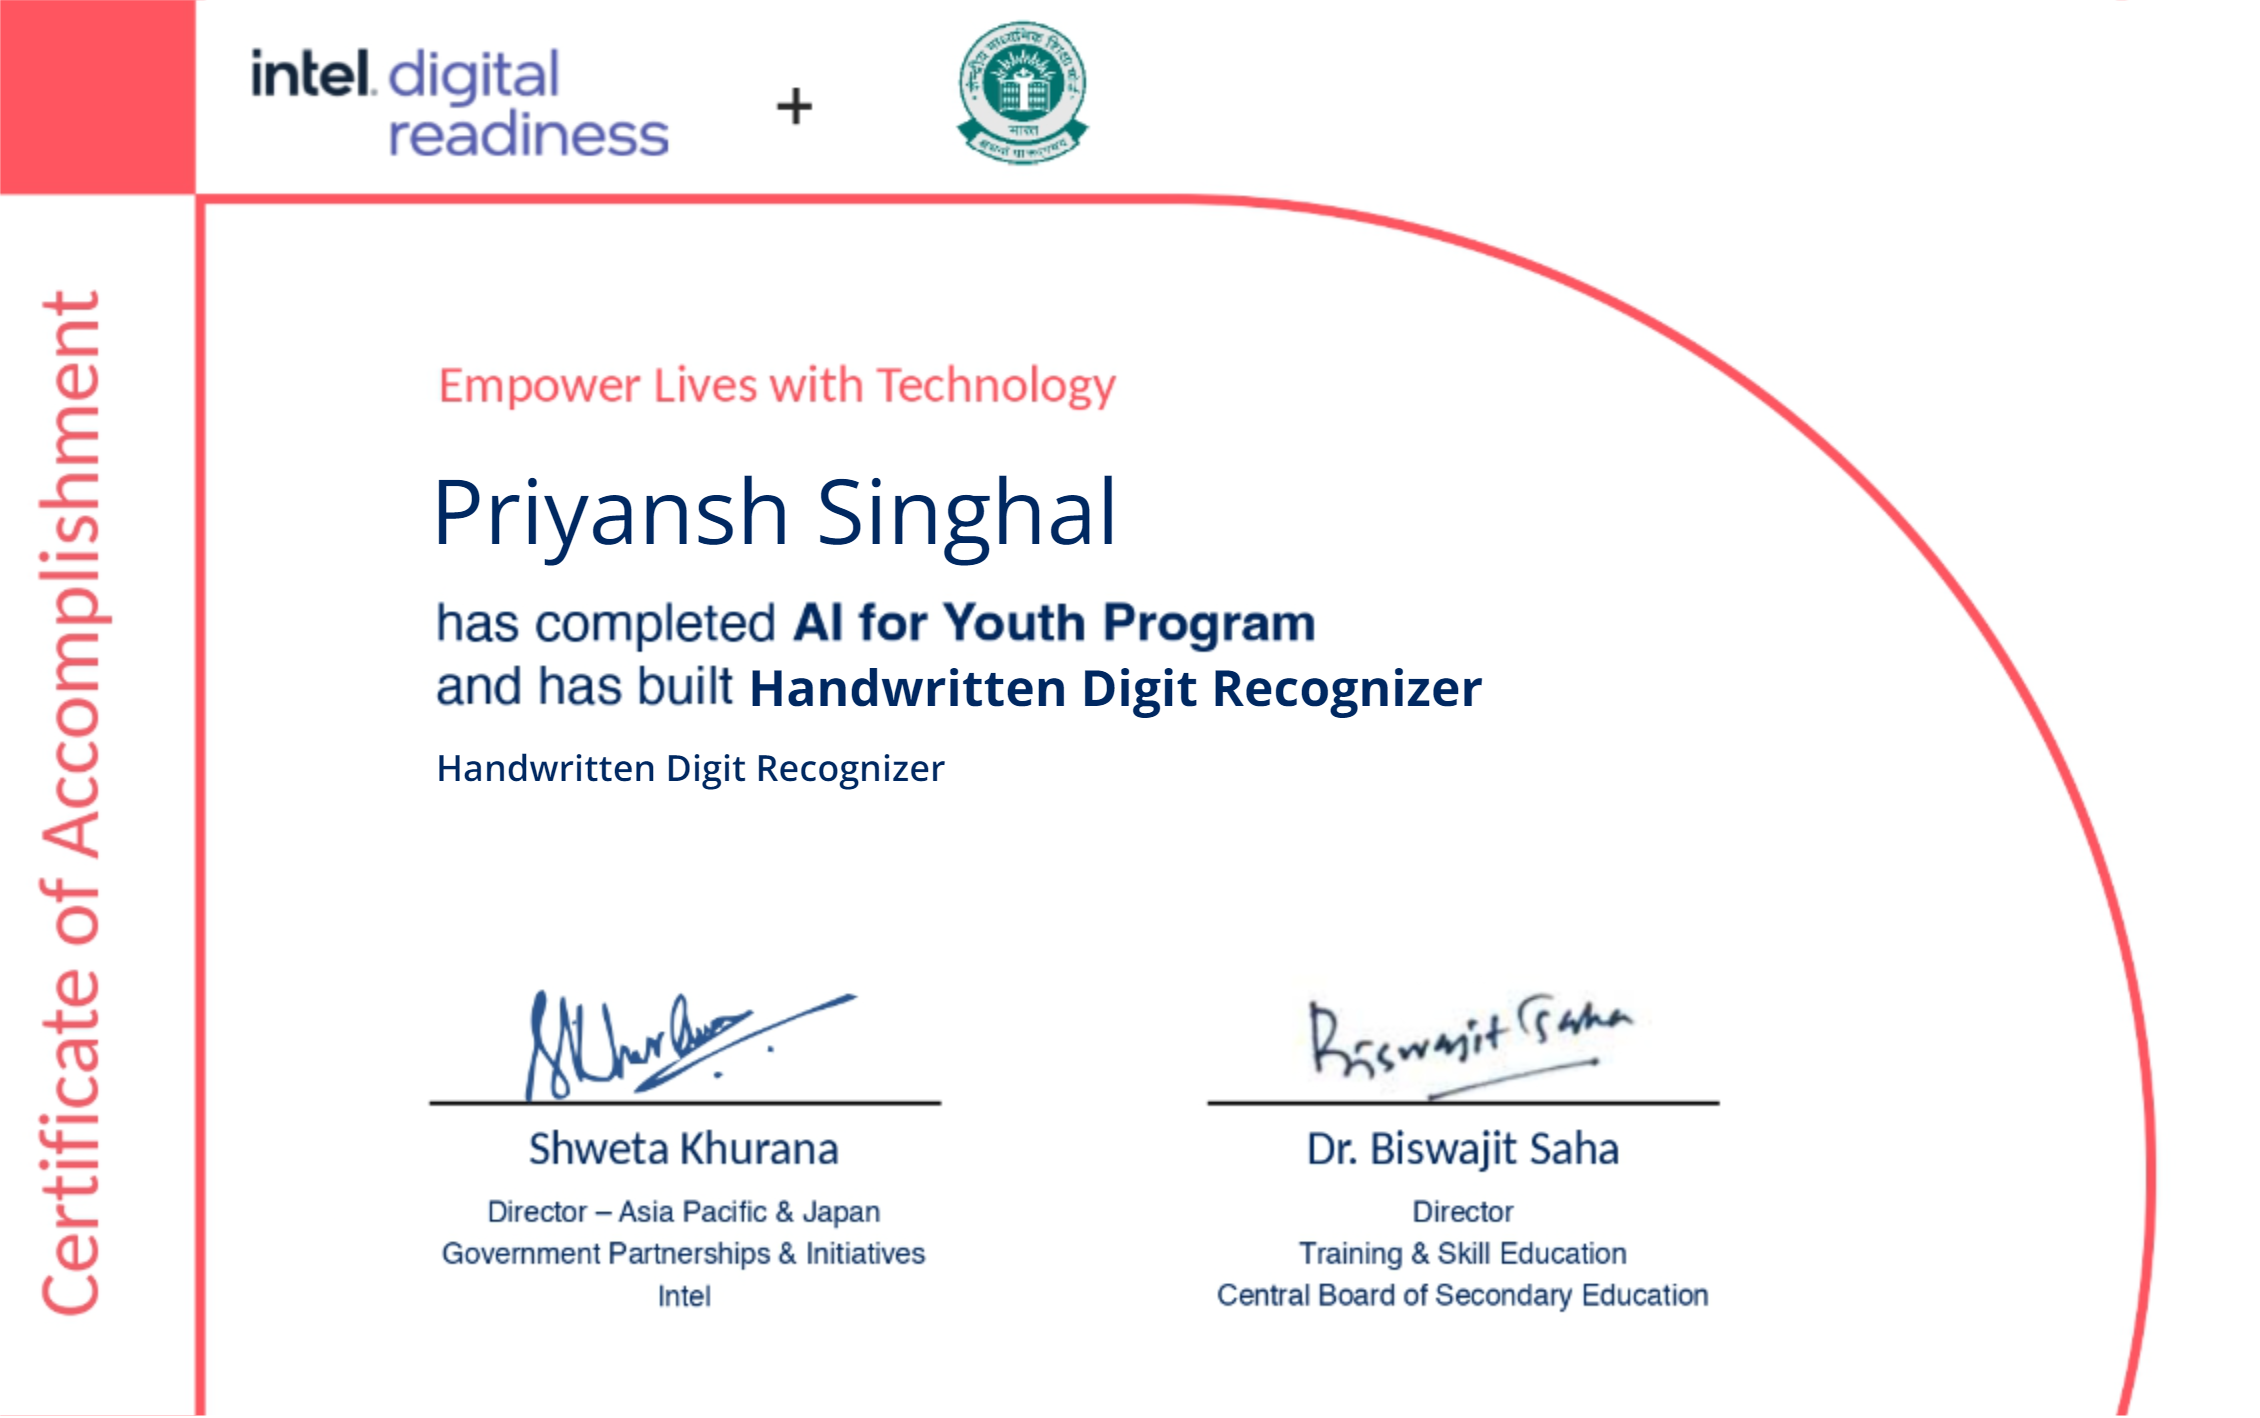 intel. digital
readiness
+
केन्द्रीय माध्यमिक शिक्षा बोर्ड
भारत
Certificate of Accomplishment
Empower Lives with Technology
Priyansh Singhal
has completed AI for Youth Program
and has built Handwritten Digit Recognizer
Handwritten Digit Recognizer
Shweta Khurana
Director – Asia Pacific & Japan
Government Partnerships & Initiatives
Intel
Biswajit Saha
Dr. Biswajit Saha
Director
Training & Skill Education
Central Board of Secondary Education